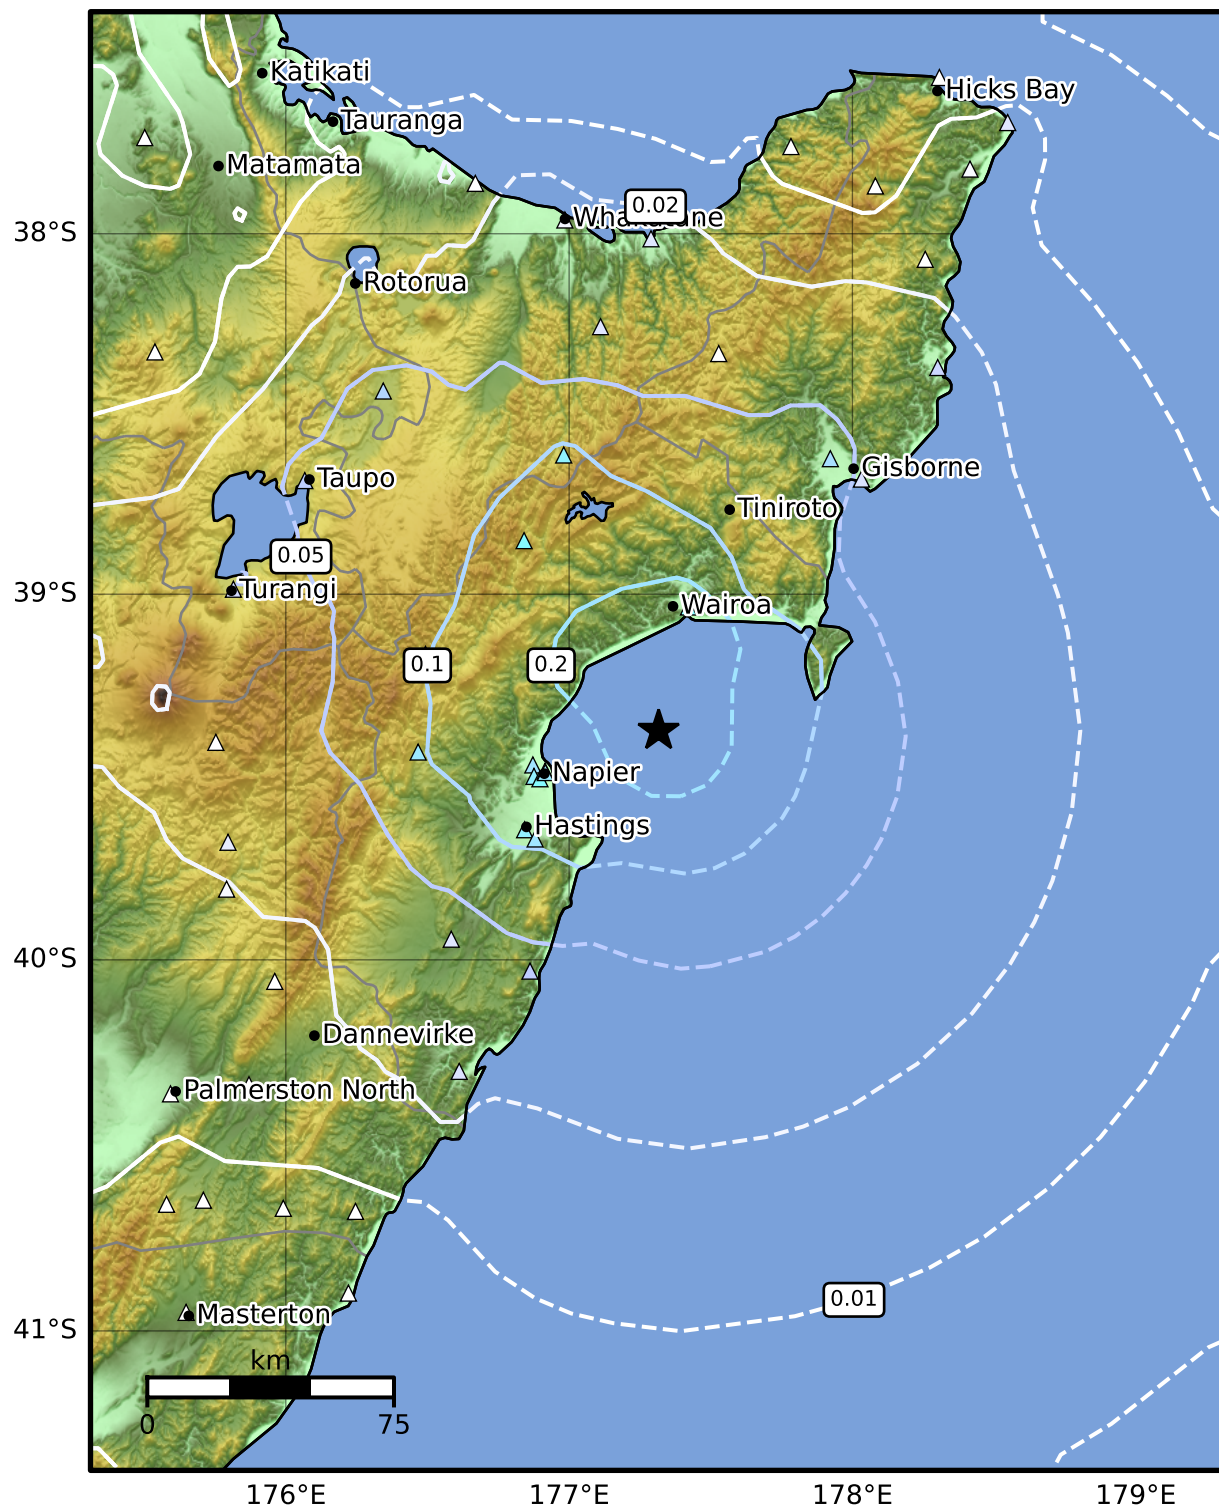 Katikati
Hicks Bay
Tauranga
Matamata
0.02
Whakatane
38°S
Rotorua
Gisborne
Taupo
Tiniroto
0.05
39°S
Turangi
Wairoa
0.1
0.2
Napier
Hastings
40°S
Dannevirke
Palmerston North
0.01
Masterton
41°S
km
0
75
176°E
177°E
178°E
179°E